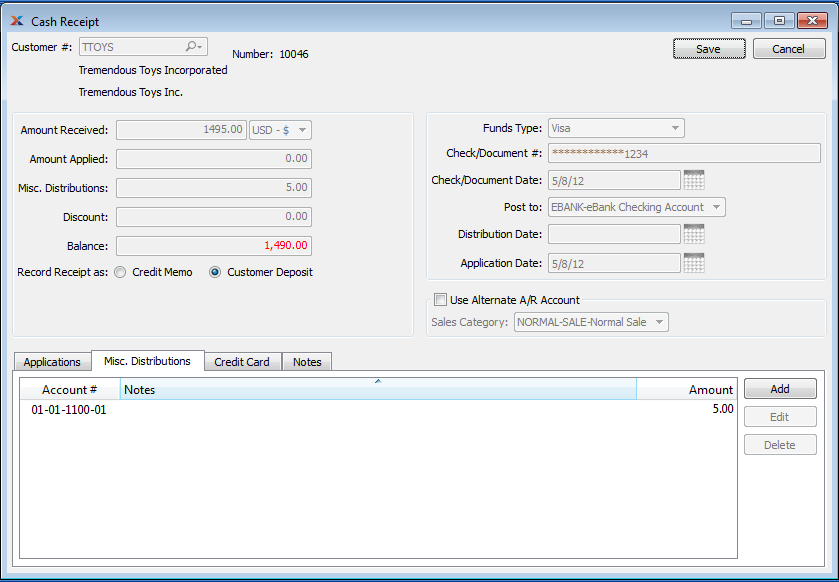 Cash Receipt
Customer #: TTOYS
Number: 10046
Save Cancel
Tremendous Toys Incorporated
Tremendous Toys Inc.
Amount Received: 1495.00 USD - $
Amount Applied: 0.00
Misc. Distributions: 5.00
Discount: 0.00
Balance: 1,490.00
Record Receipt as: Credit Memo Customer Deposit
Funds Type: Visa
Check/Document #: ************1234
Check/Document Date: 5/8/12
Post to: EBANK-eBank Checking Account
Distribution Date:
Application Date: 5/8/12
Use Alternate A/R Account
Sales Category: NORMAL-SALE-Normal Sale
Applications Misc. Distributions Credit Card Notes
Account # Notes Amount
01-01-1100-01 5.00
Add
Edit
Delete